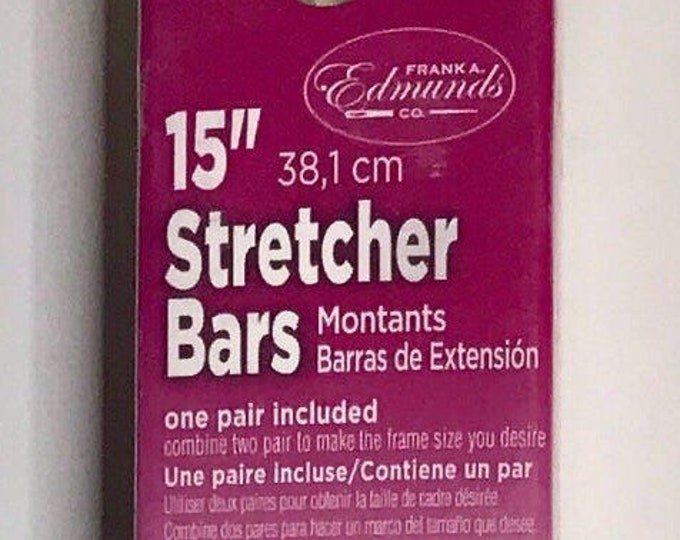 FRANK A.
Edmunds
CO.
15" 38,1 cm
Stretcher
Bars Montants
Barras de Extensión
one pair included
combine two pair to make the frame size you desire
Une paire incluse/Contiene un par
Utiliser deux paires pour obtenir la taille de cadre désirée.
Combine dos pares para hacer un marco del tamaño que desee.